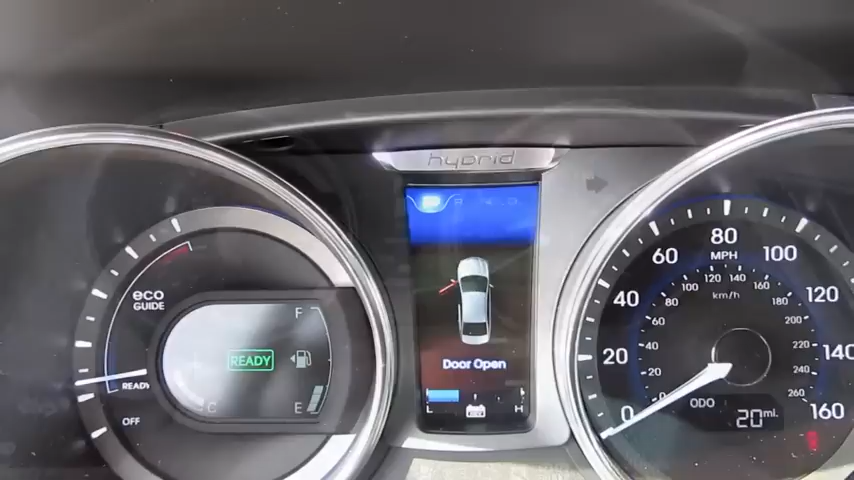 hybrid
eco
GUIDE
READY
OFF
F
READY
C
E
P R
Door Open
L H
0
20
40
60
80
100
120
140
160
MPH
20
40
60
80
100
120
140
160
180
200
220
240
260
km/h
ODO
20 mi.